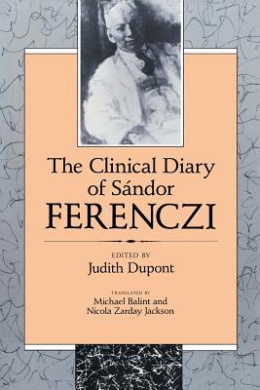 The Clinical Diary
of Sándor
FERENCZI
EDITED BY
Judith Dupont
TRANSLATED BY
Michael Balint and
Nicola Zarday Jackson